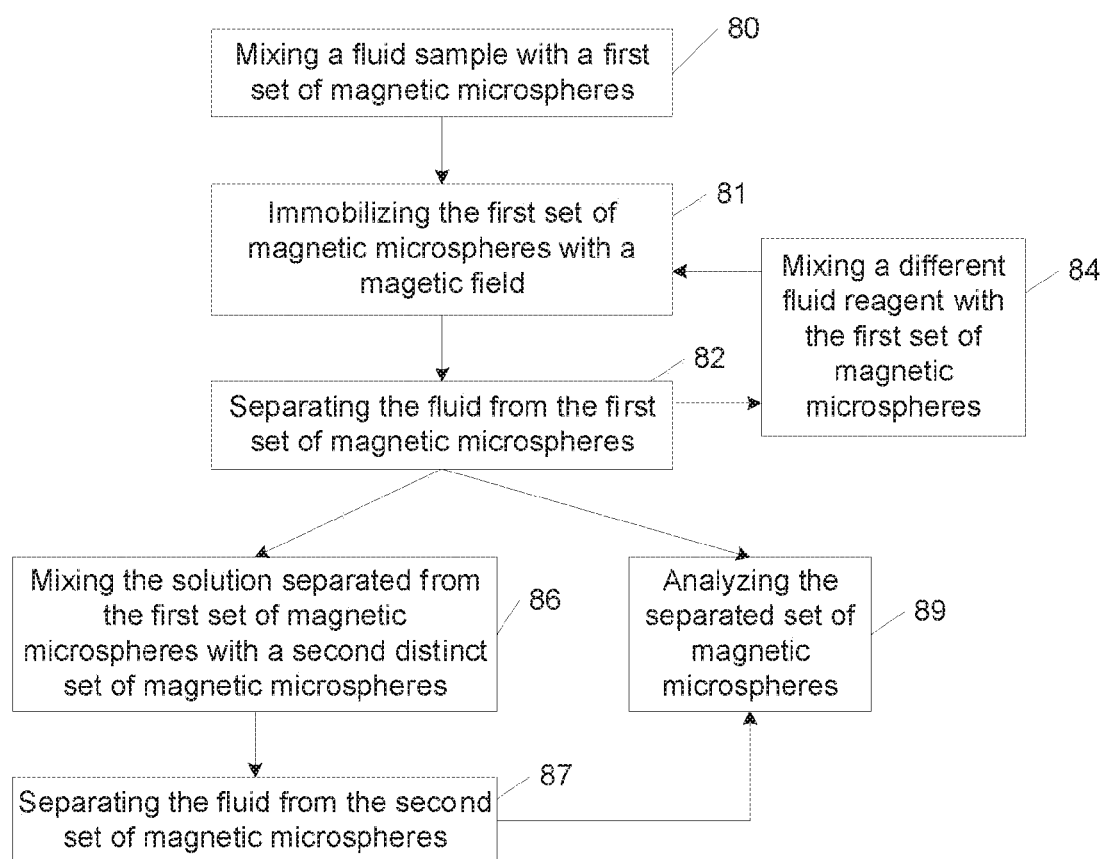 80
Mixing a fluid sample with a first
set of magnetic microspheres
81
Immobilizing the first set of
magnetic microspheres with a
magetic field
84
Mixing a different
fluid reagent with
the first set of
magnetic
microspheres
82
Separating the fluid from the first
set of magnetic microspheres
Mixing the solution separated from
the first set of magnetic
microspheres with a second distinct
set of magnetic microspheres
86
Analyzing the
separated set of
magnetic
microspheres
89
87
Separating the fluid from the second
set of magnetic microspheres